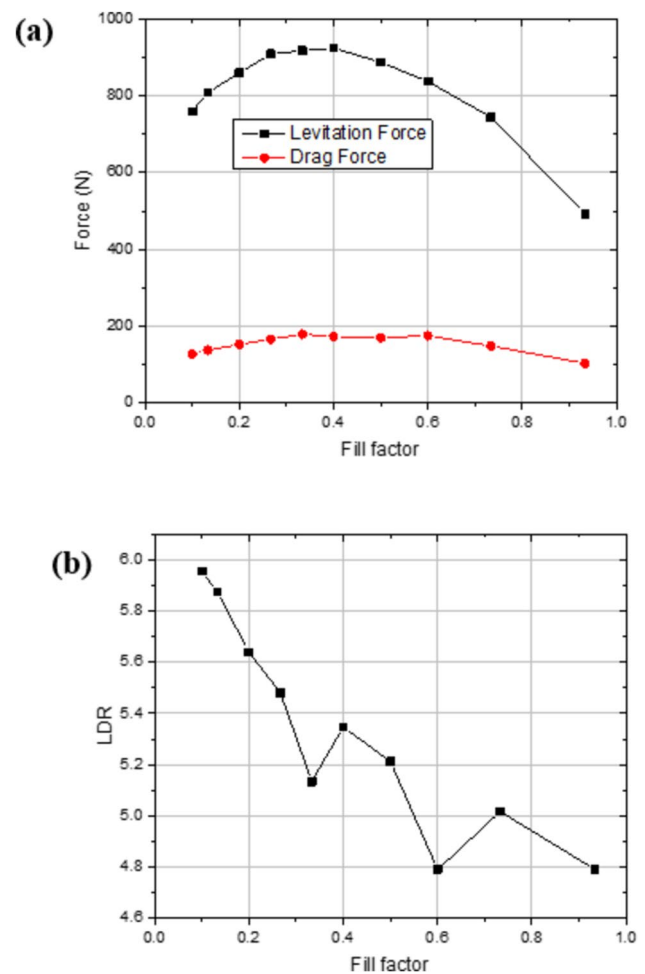 (a)
1000
800
600
400
200
0
Force (N)
Levitation Force
Drag Force
0.0 0.2 0.4 0.6 0.8 1.0
Fill factor
(b)
6.0
5.8
5.6
5.4
5.2
5.0
4.8
4.6
LDR
0.0 0.2 0.4 0.6 0.8 1.0
Fill factor